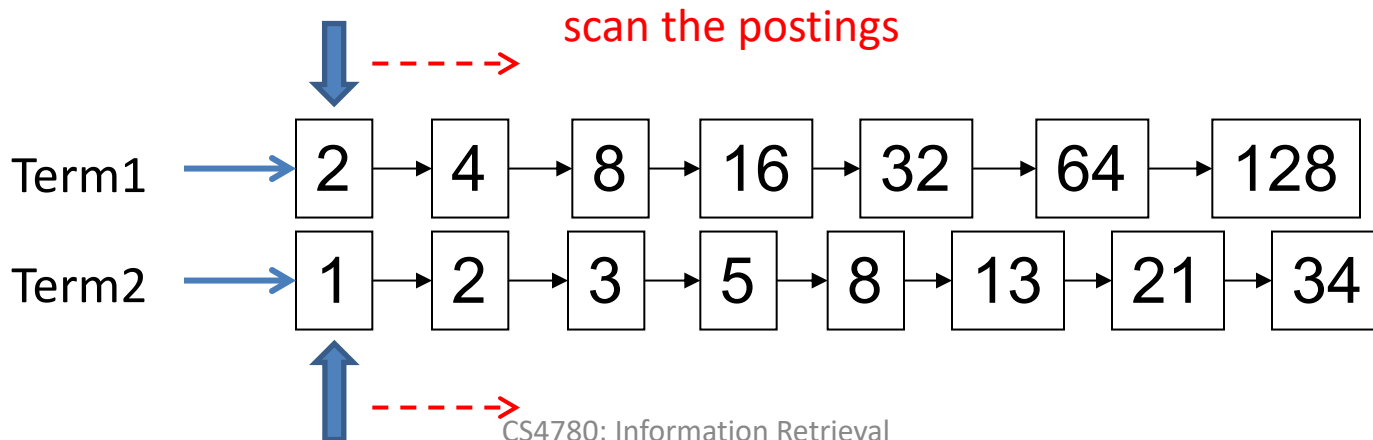 scan the postings
Term1 2 4 8 16 32 64 128
Term2 1 2 3 5 8 13 21 34
CS4780: Information Retrieval